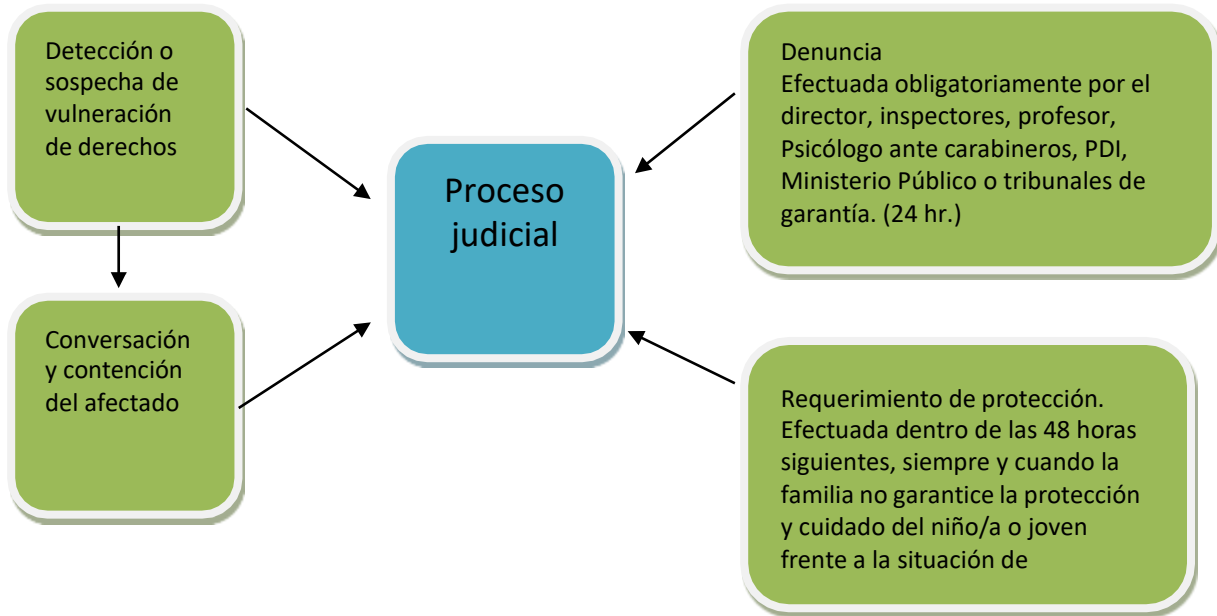 Detección o
sospecha de
vulneración
de derechos
Conversación
y contención
del afectado
Proceso
judicial
Denuncia
Efectuada obligatoriamente por el
director, inspectores, profesor,
Psicólogo ante carabineros, PDI,
Ministerio Público o tribunales de
garantía. (24 hr.)
Requerimiento de protección.
Efectuada dentro de las 48 horas
siguientes, siempre y cuando la
familia no garantice la protección
y cuidado del niño/a o joven
frente a la situación de